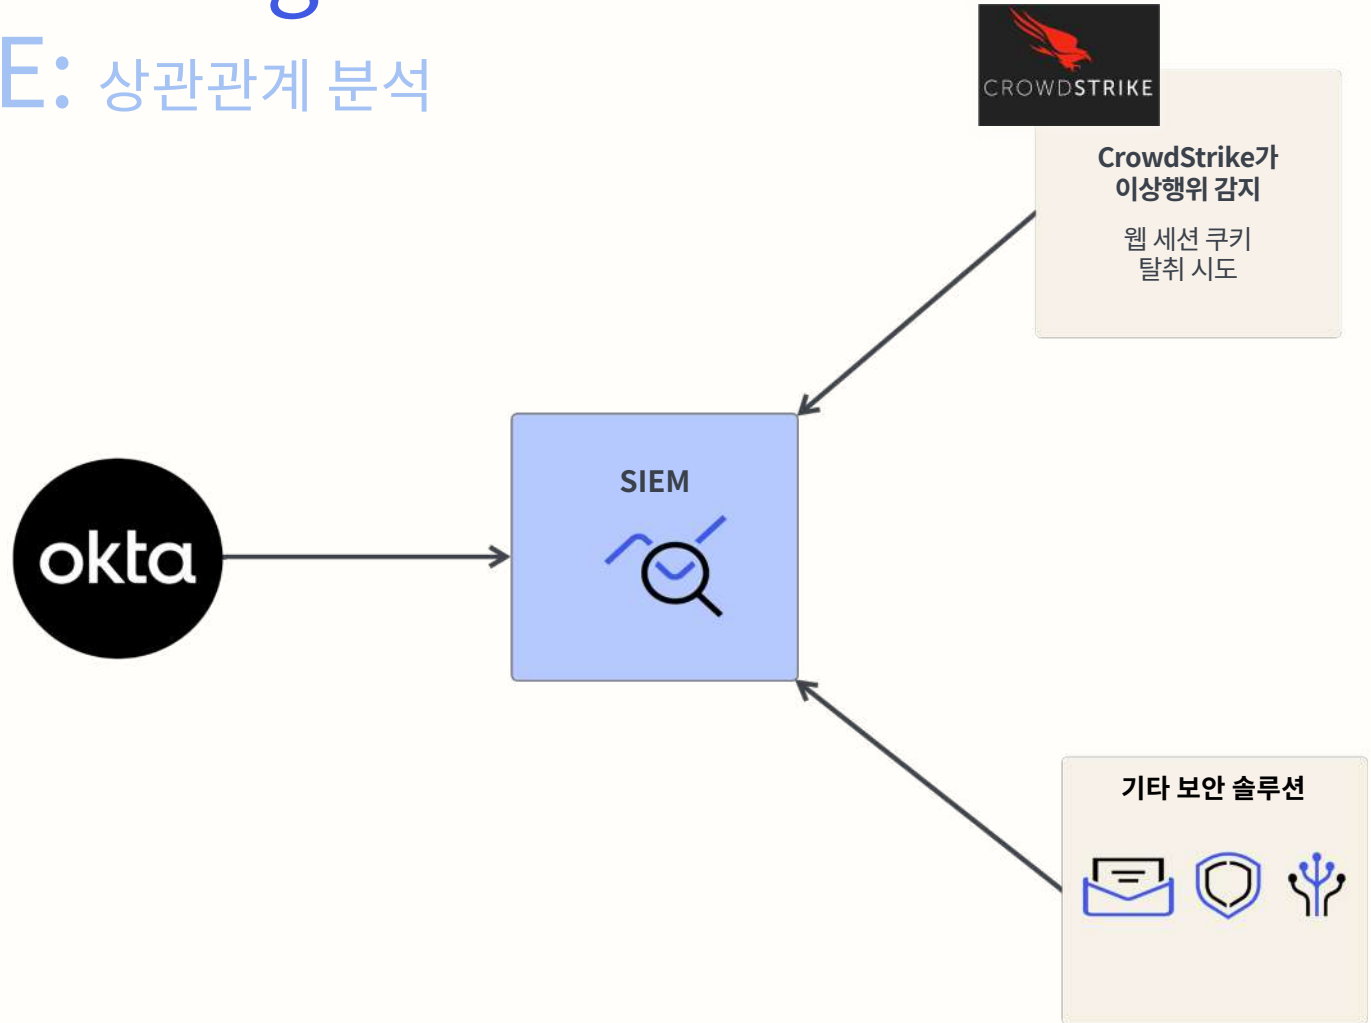 E: 상관관계 분석
CROWDSTRIKE
CrowdStrike가
이상행위 감지
웹 세션 쿠키
탈취 시도
SIEM
okta
기타 보안 솔루션